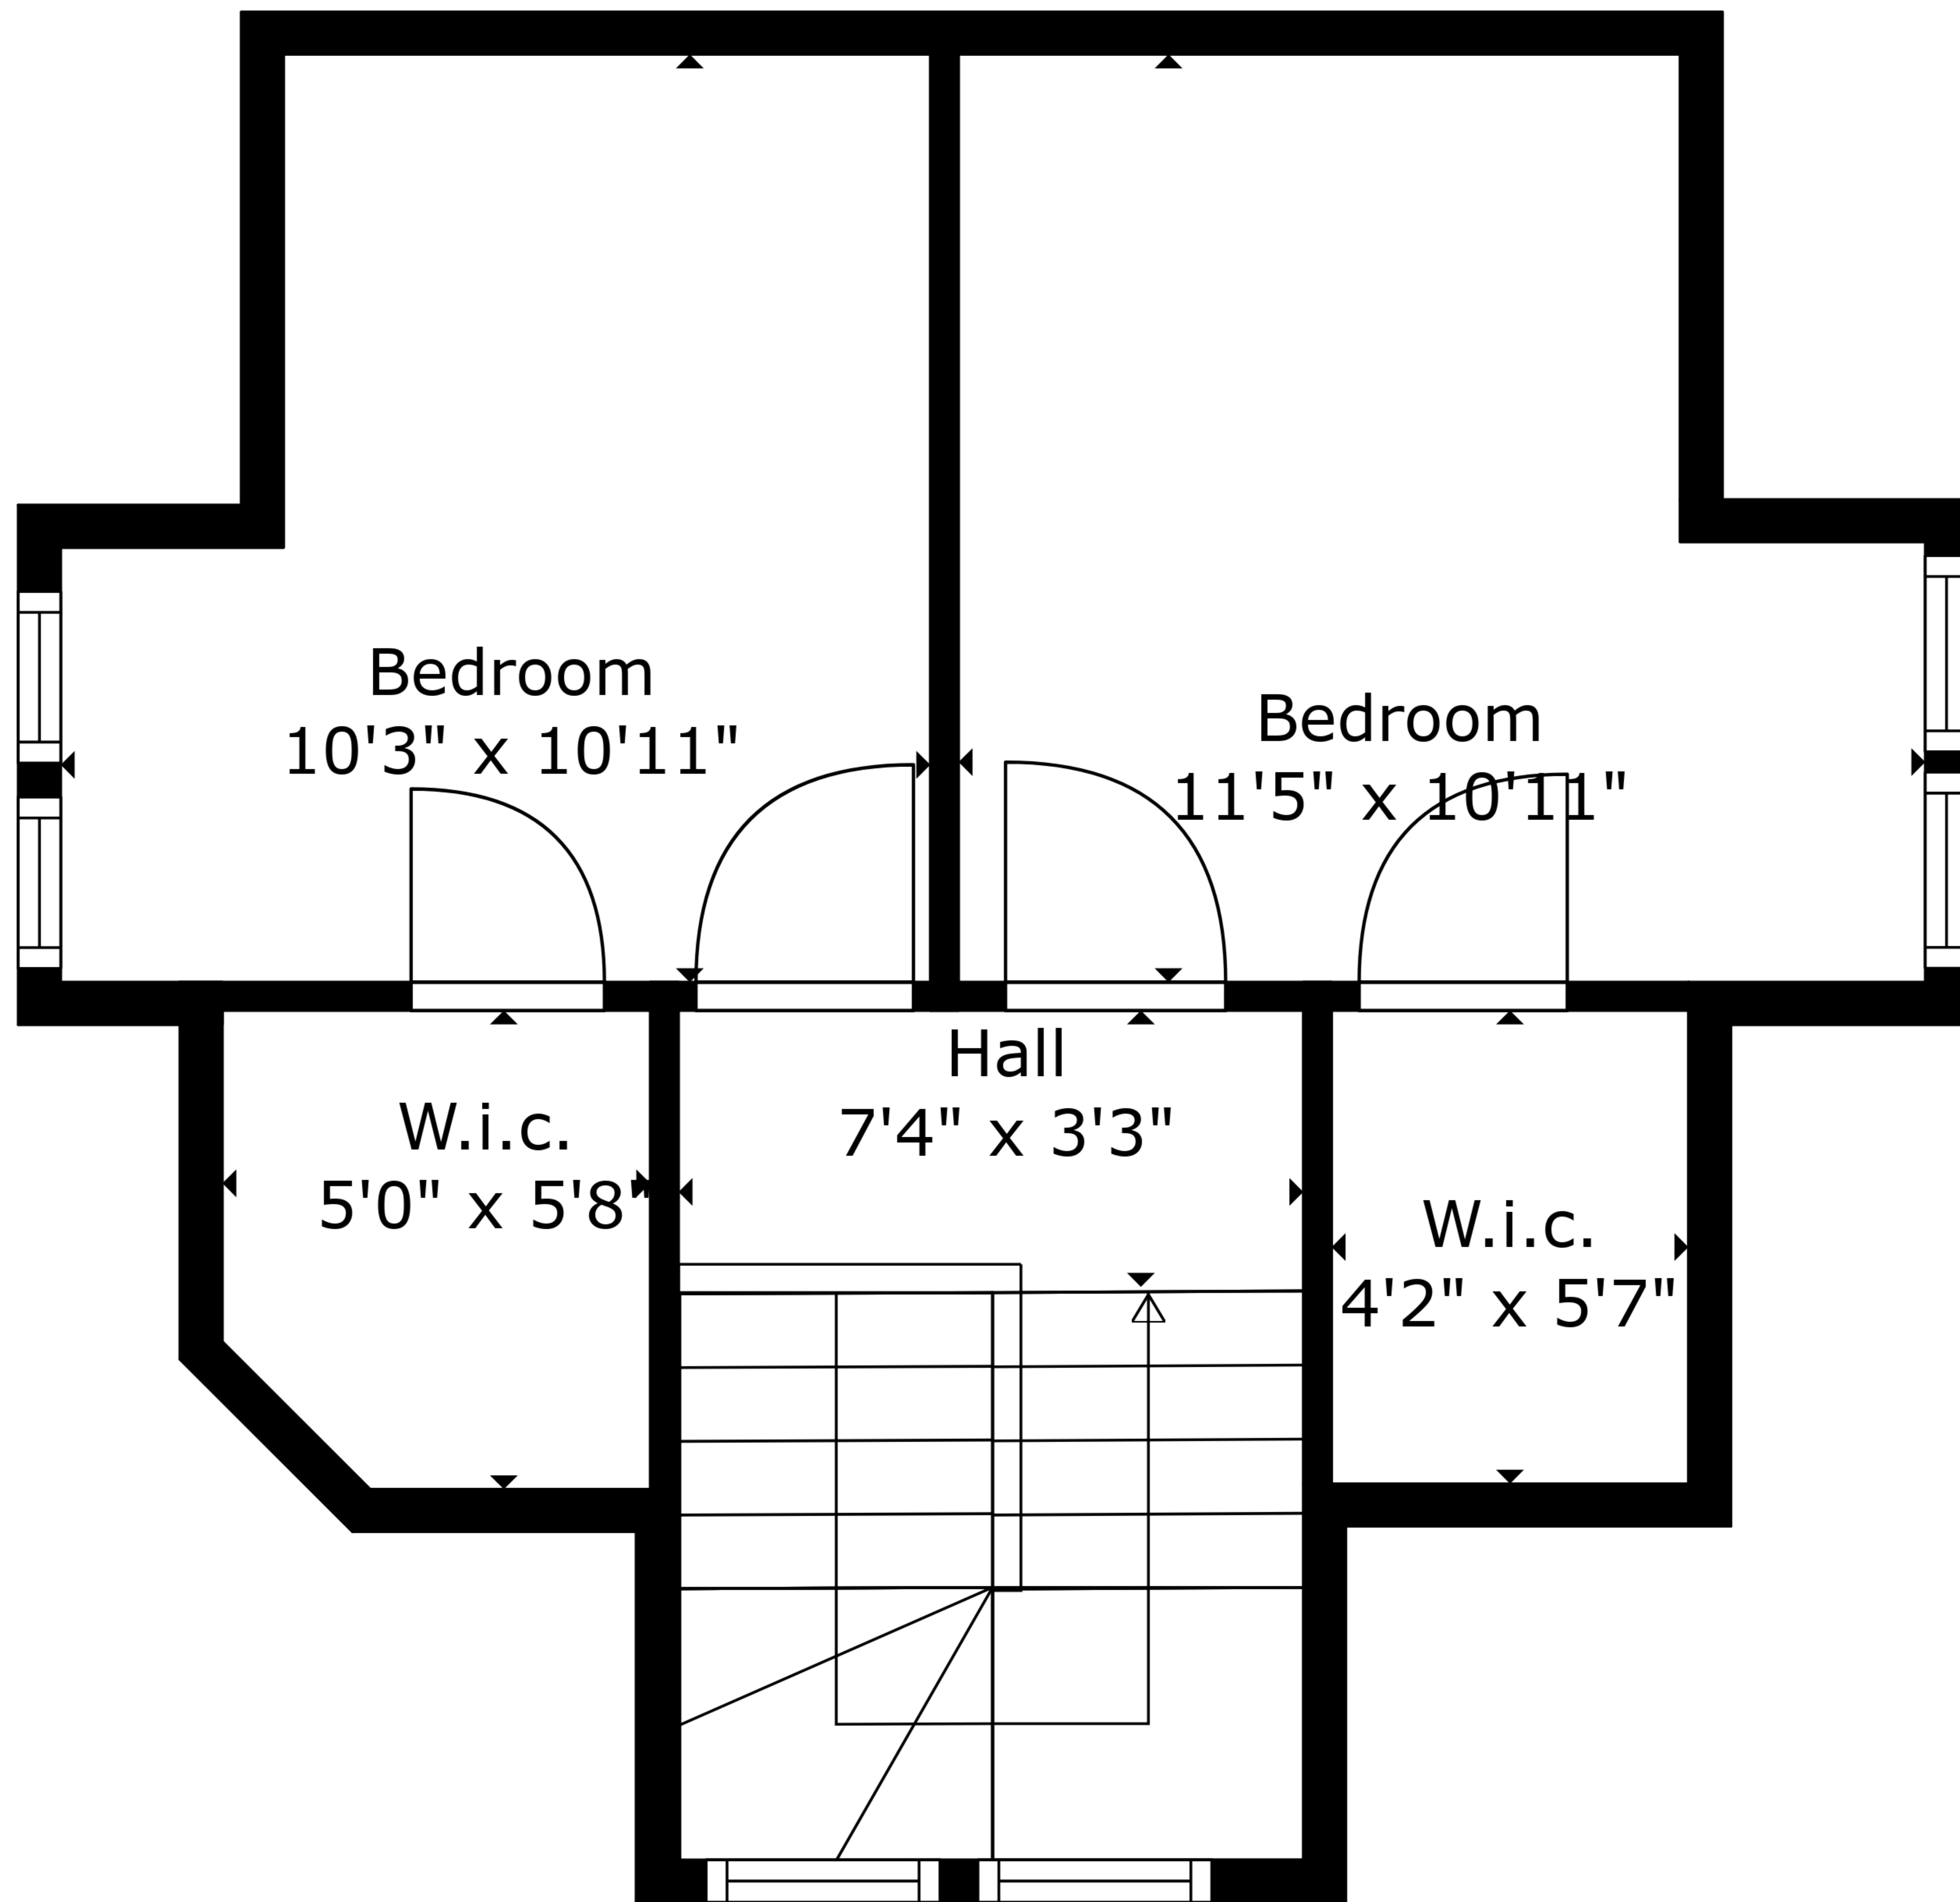 Bedroom
10'3" x 10'11"
Bedroom
11'5" x 10'11"
Hall
7'4" x 3'3"
W.i.c.
5'0" x 5'8"
W.i.c.
4'2" x 5'7"